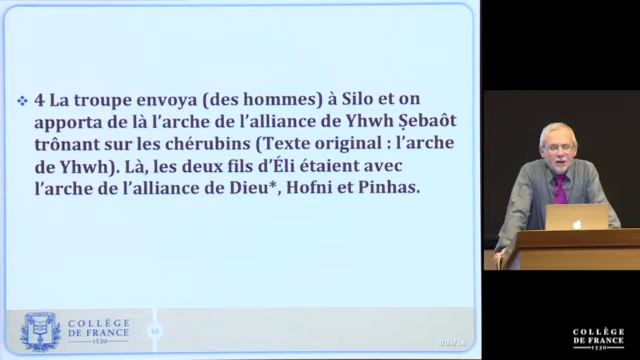 4 La troupe envoya (des hommes) à Silo et on
apporta de là l'arche de l'alliance de Yhwh Ṣebaôt
trônant sur les chérubins (Texte original : l'arche
de Yhwh). Là, les deux fils d'Éli étaient avec
l'arche de l'alliance de Dieu*, Hofni et Pinhas.
COLLÈGE
DE FRANCE
1530
COLLÈGE
DE FRANCE
1530